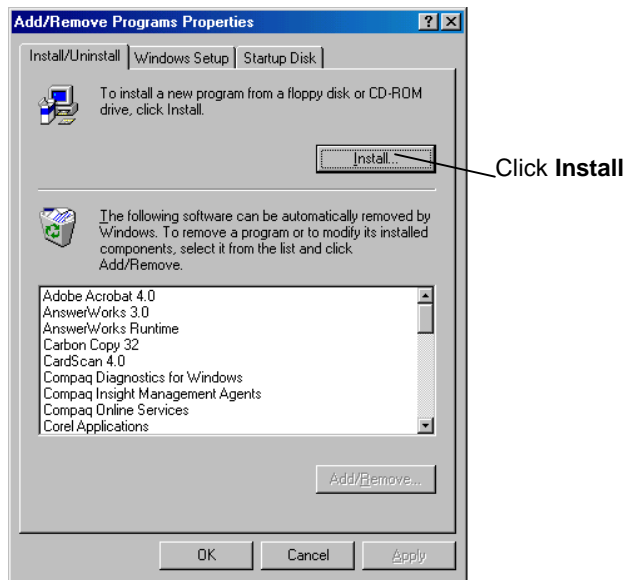 Add/Remove Programs Properties
Install/Uninstall
Windows Setup
Startup Disk
To install a new program from a floppy disk or CD-ROM
drive, click Install.
Install...
Click Install
The following software can be automatically removed by
Windows. To remove a program or to modify its installed
components, select it from the list and click
Add/Remove.
Adobe Acrobat 4.0
AnswerWorks 3.0
AnswerWorks Runtime
Carbon Copy 32
CardScan 4.0
Compaq Diagnostics for Windows
Compaq Insight Management Agents
Compaq Online Services
Corel Applications
Add/Remove...
OK
Cancel
Apply